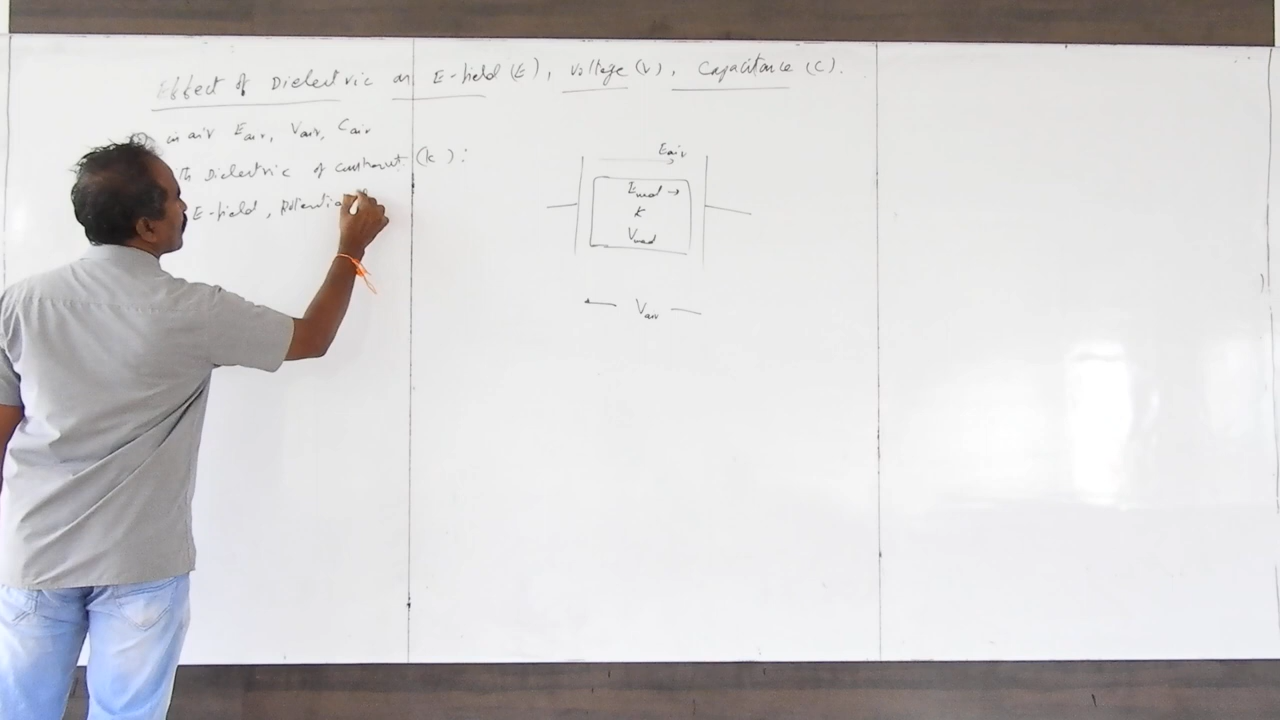 Effect of Dielectric on E-field (E), Voltage (V), Capacitance (C).
in air Eair, Vair, Cair
Dielectric of constant (k):
E-field, potential
Eair
Emed →
K
Vmed
Vair